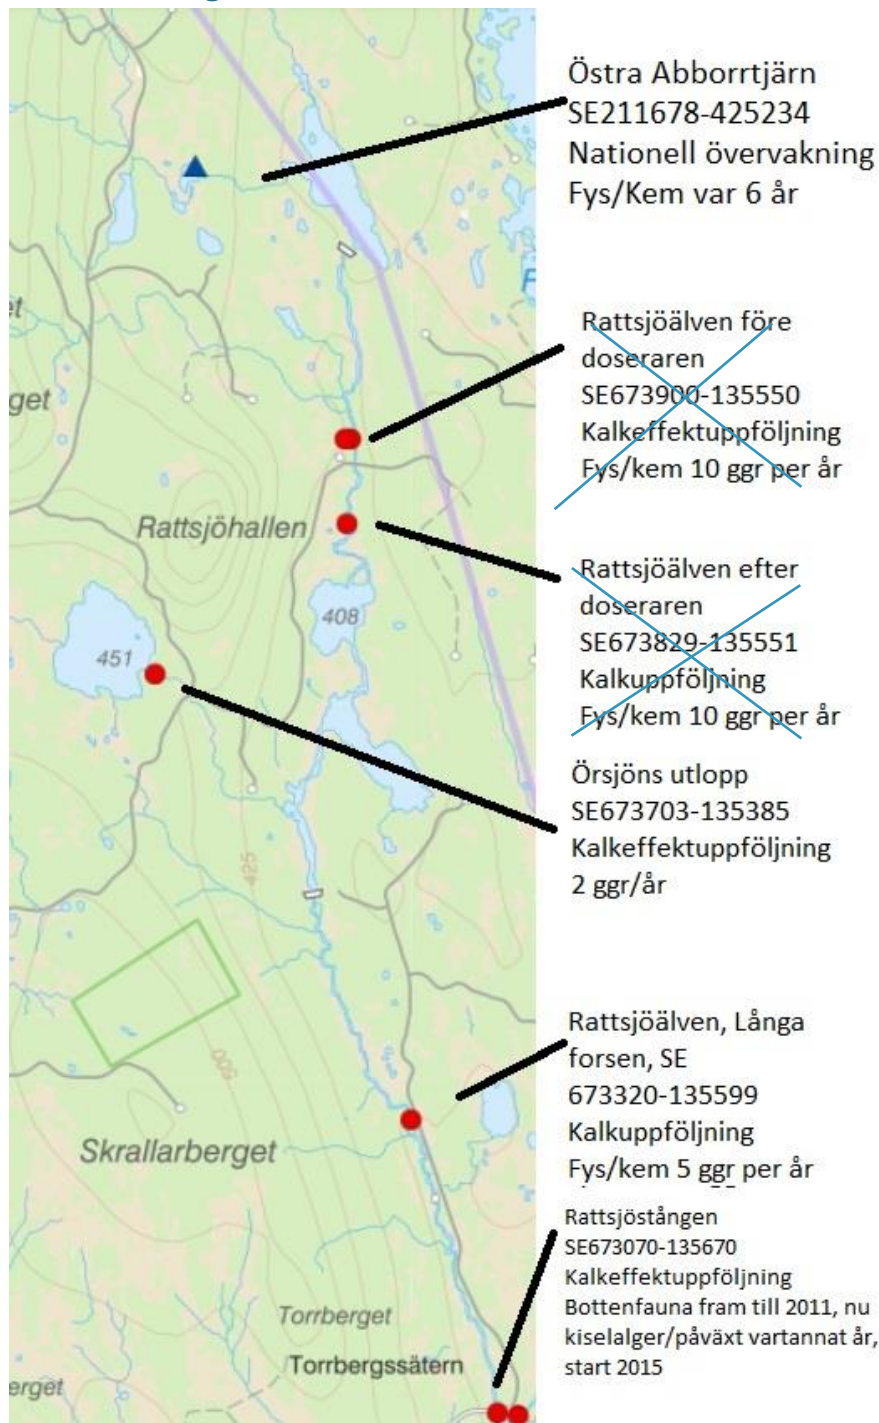 Östra Abborrtjärn
SE211678-425234
Nationell övervakning
Fys/Kem var 6 år
Rattsjöälven före
doseraren
SE673900-135550
Kalkeffektuppföljning
Fys/kem 10 ggr per år
get
Rattsjöhallen
408
451
Rattsjöälven efter
doseraren
SE673829-135551
Kalkuppföljning
Fys/kem 10 ggr per år
Örsjöns utlopp
SE673703-135385
Kalkeffektuppföljning
2 ggr/år
425
500
Rattsjöälven, Långa
forsen, SE
673320-135599
Kalkuppföljning
Fys/kem 5 ggr per år
Skrallarberget
Rattsjöstången
SE673070-135670
Kalkeffektuppföljning
Bottenfauna fram till 2011, nu
kiselalger/påväxt vartannat år,
start 2015
Torrberget
Torrbergssätern
erget